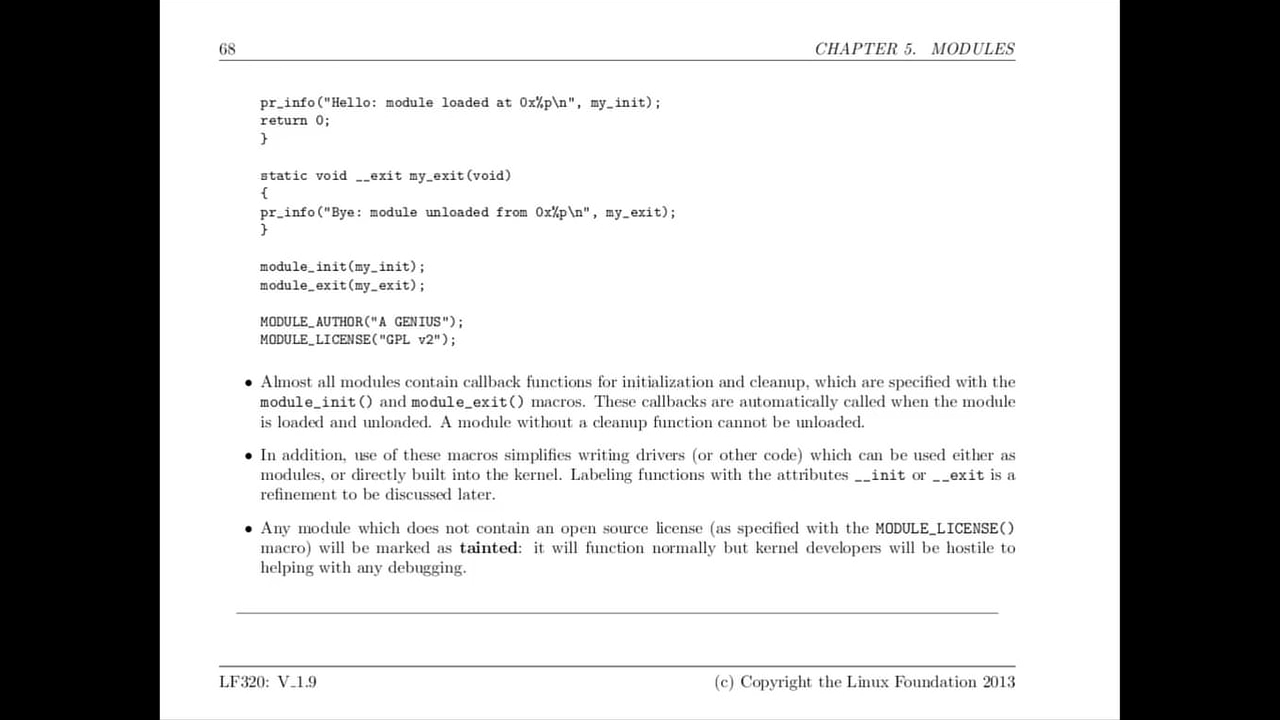 68 CHAPTER 5. MODULES
pr_info("Hello: module loaded at 0x%p\n", my_init);
return 0;
}
static void __exit my_exit(void)
{
pr_info("Bye: module unloaded from 0x%p\n", my_exit);
}
module_init(my_init);
module_exit(my_exit);
MODULE_AUTHOR("A GENIUS");
MODULE_LICENSE("GPL v2");
• Almost all modules contain callback functions for initialization and cleanup, which are specified with the
module_init() and module_exit() macros. These callbacks are automatically called when the module
is loaded and unloaded. A module without a cleanup function cannot be unloaded.
• In addition, use of these macros simplifies writing drivers (or other code) which can be used either as
modules, or directly built into the kernel. Labeling functions with the attributes __init or __exit is a
refinement to be discussed later.
• Any module which does not contain an open source license (as specified with the MODULE_LICENSE()
macro) will be marked as tainted: it will function normally but kernel developers will be hostile to
helping with any debugging.
LF320: V_1.9 (c) Copyright the Linux Foundation 2013